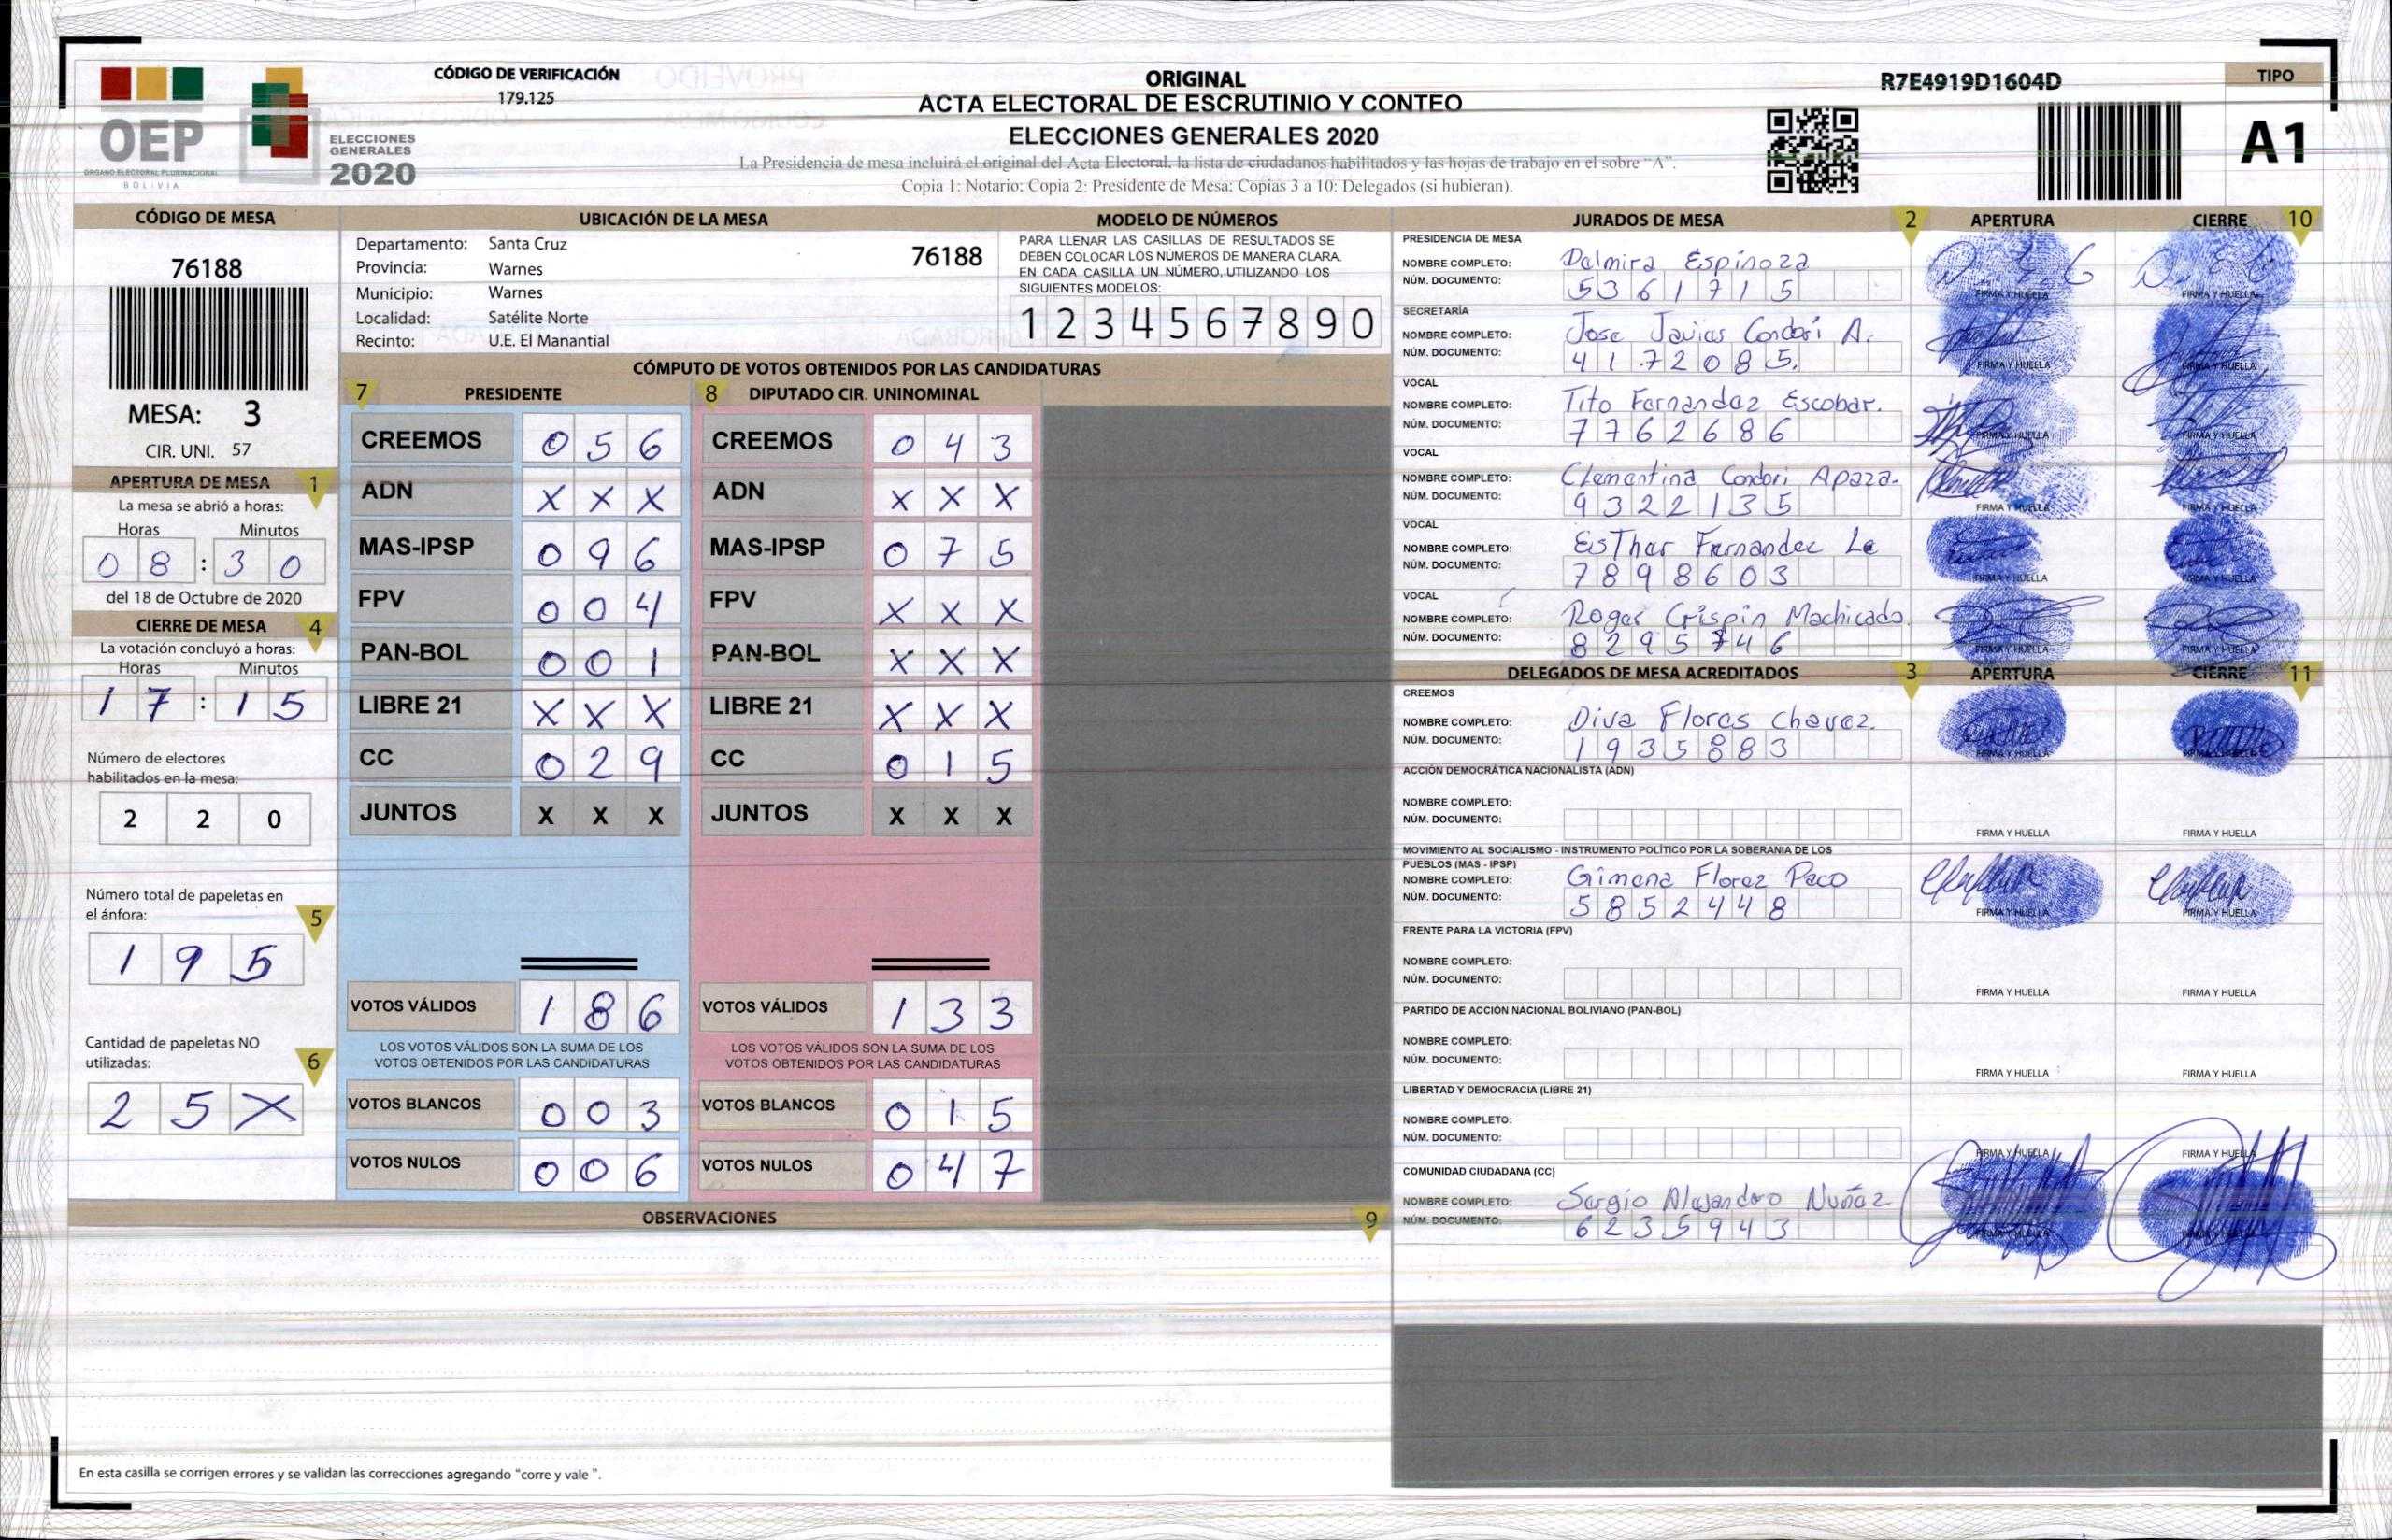 CÓDIGO DE VERIFICACIÓN
179.125
OEP
ÓRGANO ELECTORAL PLURINACIONAL
BOLIVIA
ELECCIONES
GENERALES
2020
ORIGINAL
ACTA ELECTORAL DE ESCRUTINIO Y CONTEO
ELECCIONES GENERALES 2020
La Presidencia de mesa incluirá el original del Acta Electoral, la lista de ciudadanos habilitados y las hojas de trabajo en el sobre "A".
Copia 1: Notario; Copia 2: Presidente de Mesa; Copias 3 a 10: Delegados (si hubieran).
R7E4919D1604D
TIPO
A1
CÓDIGO DE MESA
76188
MESA: 3
CIR. UNI. 57
APERTURA DE MESA 1
La mesa se abrió a horas:
Horas Minutos
08 : 30
del 18 de Octubre de 2020
CIERRE DE MESA 4
La votación concluyó a horas:
Horas Minutos
17 : 15
Número de electores
habilitados en la mesa:
2 2 0
Número total de papeletas en
el ánfora: 5
1 9 5
Cantidad de papeletas NO
utilizadas: 6
2 5 X
UBICACIÓN DE LA MESA
Departamento: Santa Cruz 76188
Provincia: Warnes
Municipio: Warnes
Localidad: Satélite Norte
Recinto: U.E. El Manantial
MODELO DE NÚMEROS
PARA LLENAR LAS CASILLAS DE RESULTADOS SE
DEBEN COLOCAR LOS NÚMEROS DE MANERA CLARA.
EN CADA CASILLA UN NÚMERO, UTILIZANDO LOS
SIGUIENTES MODELOS:
1 2 3 4 5 6 7 8 9 0
CÓMPUTO DE VOTOS OBTENIDOS POR LAS CANDIDATURAS
7 PRESIDENTE
CREEMOS 0 5 6
ADN X X X
MAS-IPSP 0 9 6
FPV 0 0 4
PAN-BOL 0 0 1
LIBRE 21 X X X
CC 0 2 9
JUNTOS X X X
VOTOS VÁLIDOS 1 8 6
LOS VOTOS VÁLIDOS SON LA SUMA DE LOS
VOTOS OBTENIDOS POR LAS CANDIDATURAS
VOTOS BLANCOS 0 0 3
VOTOS NULOS 0 0 6
8 DIPUTADO CIR. UNINOMINAL
CREEMOS 0 4 3
ADN X X X
MAS-IPSP 0 7 5
FPV X X X
PAN-BOL X X X
LIBRE 21 X X X
CC 0 1 5
JUNTOS X X X
VOTOS VÁLIDOS 1 3 3
LOS VOTOS VÁLIDOS SON LA SUMA DE LOS
VOTOS OBTENIDOS POR LAS CANDIDATURAS
VOTOS BLANCOS 0 1 5
VOTOS NULOS 0 4 7
OBSERVACIONES 9
En esta casilla se corrigen errores y se validan las correcciones agregando "corre y vale ".
JURADOS DE MESA 2 APERTURA CIERRE 10
PRESIDENCIA DE MESA
NOMBRE COMPLETO: Delmira Espinoza
NÚM. DOCUMENTO: 5361715
FIRMA Y HUELLA FIRMA Y HUELLA
SECRETARÍA
NOMBRE COMPLETO: Jose Javier Condori A.
NÚM. DOCUMENTO: 4172085.
FIRMA Y HUELLA FIRMA Y HUELLA
VOCAL
NOMBRE COMPLETO: Tito Fernandez Escobar.
NÚM. DOCUMENTO: 7762686
FIRMA Y HUELLA FIRMA Y HUELLA
VOCAL
NOMBRE COMPLETO: Clementina Condori Apaza.
NÚM. DOCUMENTO: 9322135
FIRMA Y HUELLA FIRMA Y HUELLA
VOCAL
NOMBRE COMPLETO: EisTher Fernandez Le
NÚM. DOCUMENTO: 7898603
FIRMA Y HUELLA FIRMA Y HUELLA
VOCAL
NOMBRE COMPLETO: Roger Crispin Machicado.
NÚM. DOCUMENTO: 8295746
FIRMA Y HUELLA FIRMA Y HUELLA
DELEGADOS DE MESA ACREDITADOS 3 APERTURA CIERRE 11
CREEMOS
NOMBRE COMPLETO: Diva Flores chavez.
NÚM. DOCUMENTO: 1935883
FIRMA Y HUELLA FIRMA Y HUELLA
ACCIÓN DEMOCRÁTICA NACIONALISTA (ADN)
NOMBRE COMPLETO:
NÚM. DOCUMENTO:
FIRMA Y HUELLA FIRMA Y HUELLA
MOVIMIENTO AL SOCIALISMO - INSTRUMENTO POLÍTICO POR LA SOBERANIA DE LOS
PUEBLOS (MAS - IPSP)
NOMBRE COMPLETO: Gimena Florez Paco
NÚM. DOCUMENTO: 5852448
FIRMA Y HUELLA FIRMA Y HUELLA
FRENTE PARA LA VICTORIA (FPV)
NOMBRE COMPLETO:
NÚM. DOCUMENTO:
FIRMA Y HUELLA FIRMA Y HUELLA
PARTIDO DE ACCIÓN NACIONAL BOLIVIANO (PAN-BOL)
NOMBRE COMPLETO:
NÚM. DOCUMENTO:
FIRMA Y HUELLA FIRMA Y HUELLA
LIBERTAD Y DEMOCRACIA (LIBRE 21)
NOMBRE COMPLETO:
NÚM. DOCUMENTO:
FIRMA Y HUELLA FIRMA Y HUELLA
COMUNIDAD CIUDADANA (CC)
NOMBRE COMPLETO: Sergio Alejandro Nuñez
NÚM. DOCUMENTO: 6235943